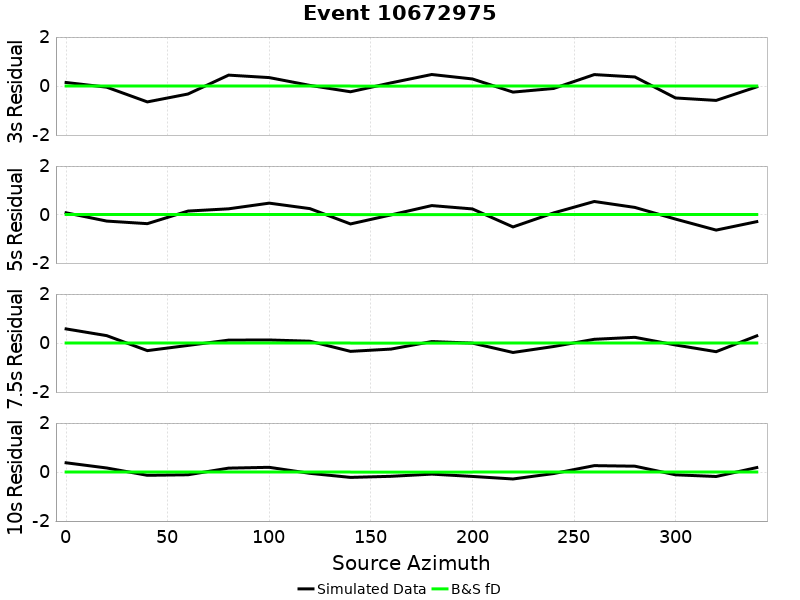 Event 10672975
3s Residual
2
0
-2
5s Residual
2
0
-2
7.5s Residual
2
0
-2
10s Residual
2
0
-2
0 50 100 150 200 250 300
Source Azimuth
Simulated Data B&S fD